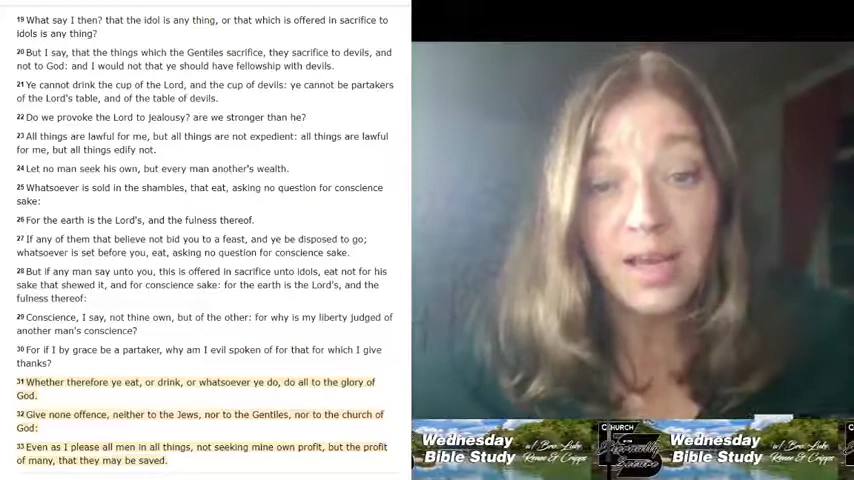 19 What say I then? that the idol is any thing, or that which is offered in sacrifice to
idols is any thing?
20 But I say, that the things which the Gentiles sacrifice, they sacrifice to devils, and
not to God: and I would not that ye should have fellowship with devils.
21 Ye cannot drink the cup of the Lord, and the cup of devils: ye cannot be partakers
of the Lord's table, and of the table of devils.
22 Do we provoke the Lord to jealousy? are we stronger than he?
23 All things are lawful for me, but all things are not expedient: all things are lawful
for me, but all things edify not.
24 Let no man seek his own, but every man another's wealth.
25 Whatsoever is sold in the shambles, that eat, asking no question for conscience
sake:
26 For the earth is the Lord's, and the fulness thereof.
27 If any of them that believe not bid you to a feast, and ye be disposed to go;
whatsoever is set before you, eat, asking no question for conscience sake.
28 But if any man say unto you, this is offered in sacrifice unto idols, eat not for his
sake that shewed it, and for conscience sake: for the earth is the Lord's, and the
fulness thereof:
29 Conscience, I say, not thine own, but of the other: for why is my liberty judged of
another man's conscience?
30 For if I by grace be a partaker, why am I evil spoken of for that for which I give
thanks?
31 Whether therefore ye eat, or drink, or whatsoever ye do, do all to the glory of
God.
32 Give none offence, neither to the Jews, nor to the Gentiles, nor to the church of
God:
33 Even as I please all men in all things, not seeking mine own profit, but the profit
of many, that they may be saved.
Wednesday
Bible Study
w/ Bro. Luke,
Renee & Cripps
CHURCH
Eternally
Secure
Wednesday
Bible Study
w/ Bro. Luke,
Renee & Cripps
C